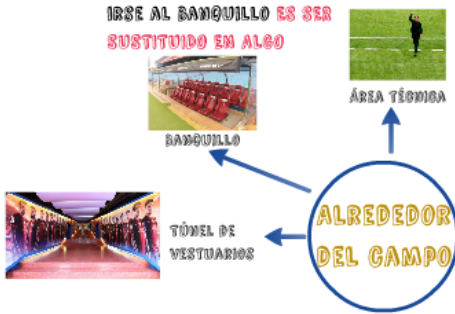 IRSE AL BANQUILLO ES SER
SUSTITUIDO EN ALGO
ÁREA TÉCNICA
BANQUILLO
TÚNEL DE
VESTUARIOS
ALREDEDOR
DEL CAMPO